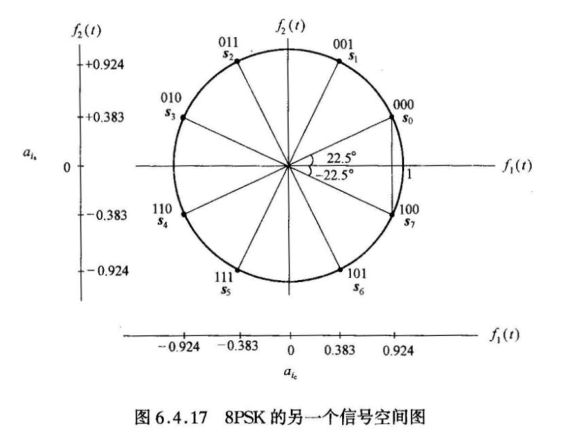 f₂(t)
f₂(t)
011
s₂
001
s₁
+0.924
010
s₃
000
s₀
+0.383
aᵢₛ
0
22.5°
-22.5°
1
f₁(t)
-0.383
110
s₄
100
s₇
-0.924
111
s₅
101
s₆
f₁(t)
-0.924
-0.383
0
0.383
0.924
aᵢ꜀
图 6.4.17 8PSK 的另一个信号空间图